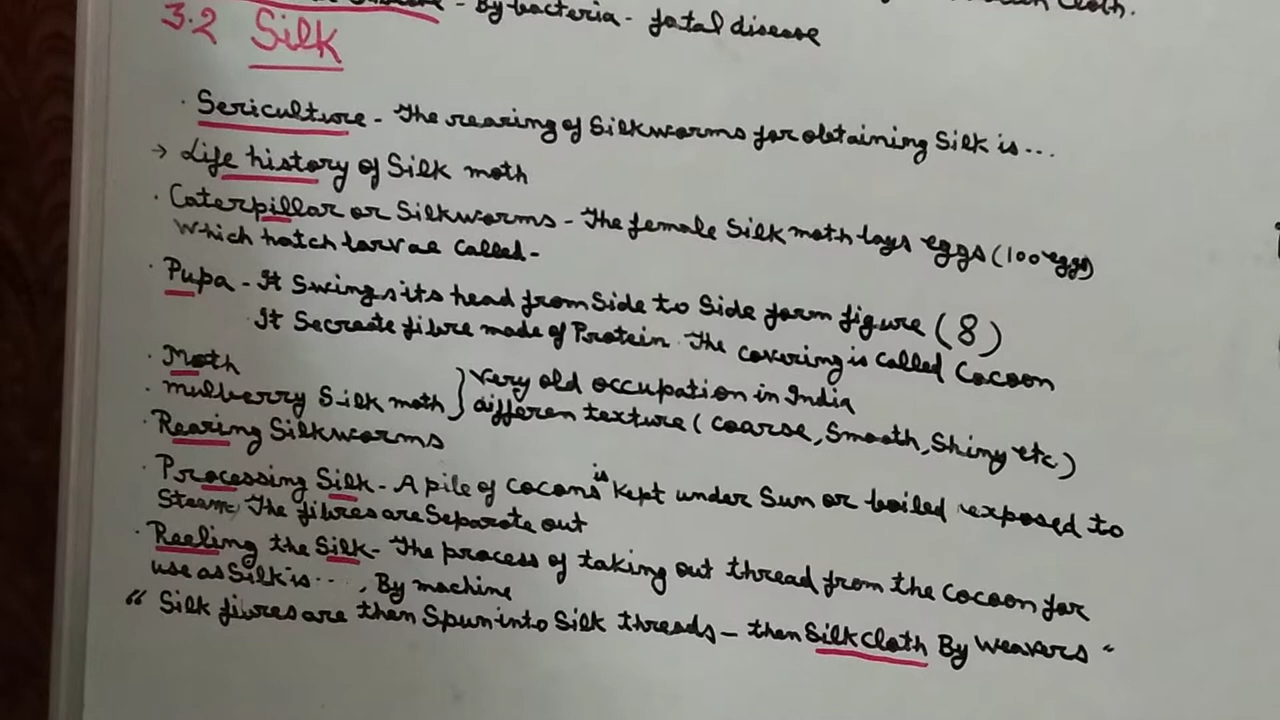 - By bacteria - fatal disease
cloth.
3.2 Silk
· Sericulture - The rearing of Silkworms for obtaining Silk is...
→ Life history of Silk moth
· Caterpillar or Silkworms - The female Silk moth lays eggs (100 eggs)
Which hatch larvae Called-
· Pupa - It Swings its head from Side to Side form figure (8)
It Secreate fibre made of Protein. The covering is called Cocoon
· Moth
· mulberry Silk moth } Very old occupation in India
differen texture (Coarse, Smooth, Shiny etc)
· Rearing Silkworms
· Processing Silk - A pile of cocons is kept under Sun or boiled exposed to
Steam, The fibres are Separate out
· Reeling the Silk - The process of taking out thread from the Cocoon for
use as Silk is ..., By machine
" Silk fibres are then Spun into Silk threads - then Silk cloth By Weavers "